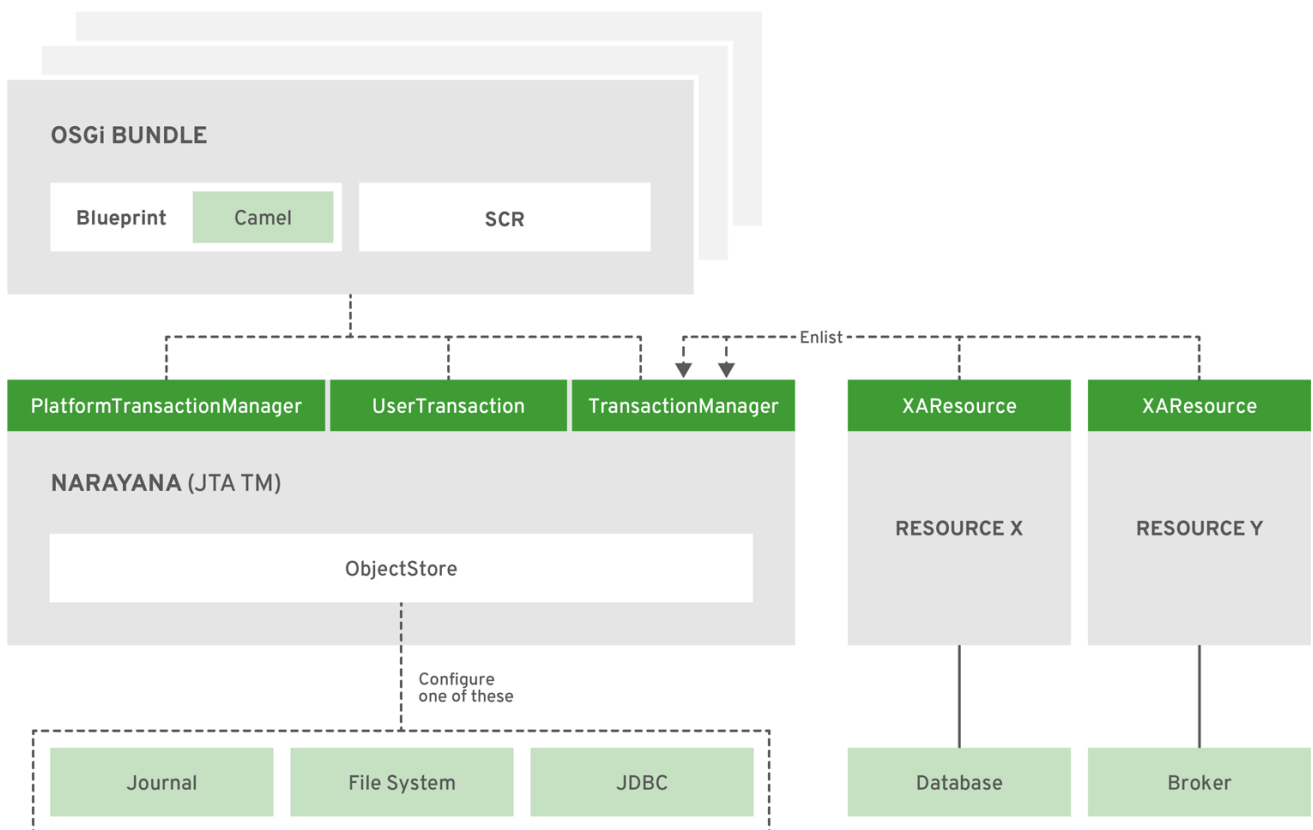 OSGi BUNDLE
Blueprint
Camel
SCR
Enlist
PlatformTransactionManager
UserTransaction
TransactionManager
XAResource
XAResource
NARAYANA (JTA TM)
RESOURCE X
RESOURCE Y
ObjectStore
Configure
one of these
Journal
File System
JDBC
Database
Broker